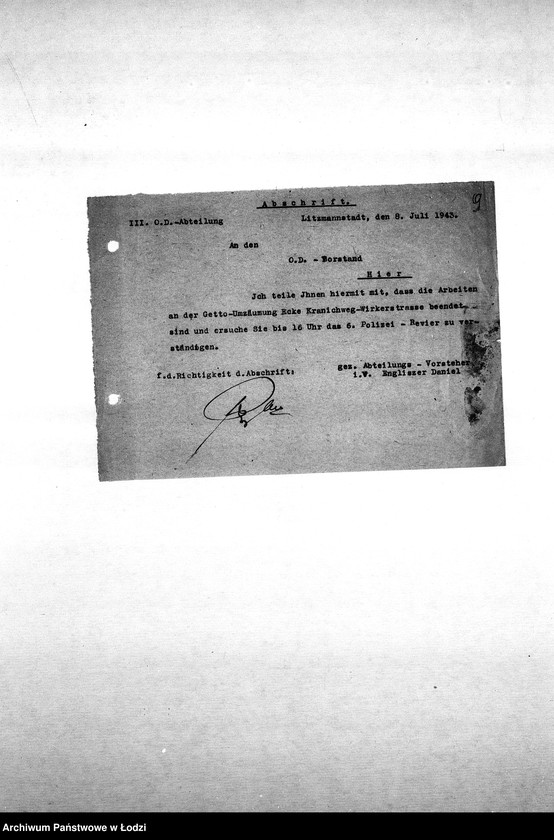 9
Abschrift.
III. O.D.-Abteilung
Litzmannstadt, den 8. Juli 1943.
An den
O.D. - Vorstand
Hier
Ich teile Jhnen hiermit mit, dass die Arbeiten
an der Getto-Umzäumung Ecke Kranichweg-Wirkerstrasse beendet
sind und ersuche Sie bis 16 Uhr das 6. Polizei - Revier zu ver-
ständigen.
f.d.Richtigkeit d.Abschrift:
gez. Abteilungs - Vorsteher
i.V. Engliszer Daniel
Archiwum Państwowe w Łodzi